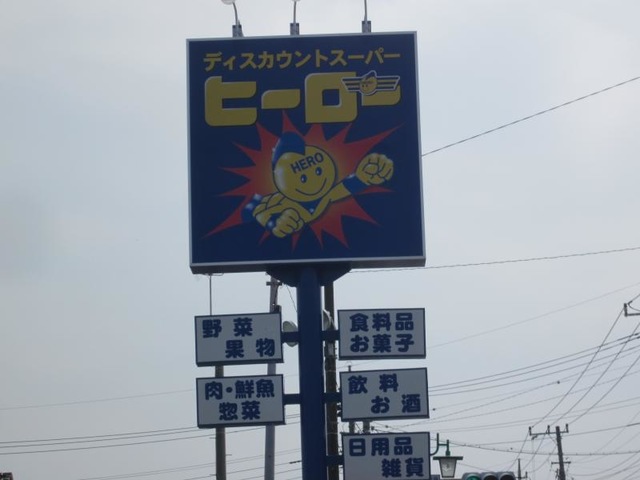 ディスカウントスーパー
ヒーロー
HERO
野菜
果物
食料品
お菓子
肉・鮮魚
惣菜
飲料
お酒
日用品
雑貨